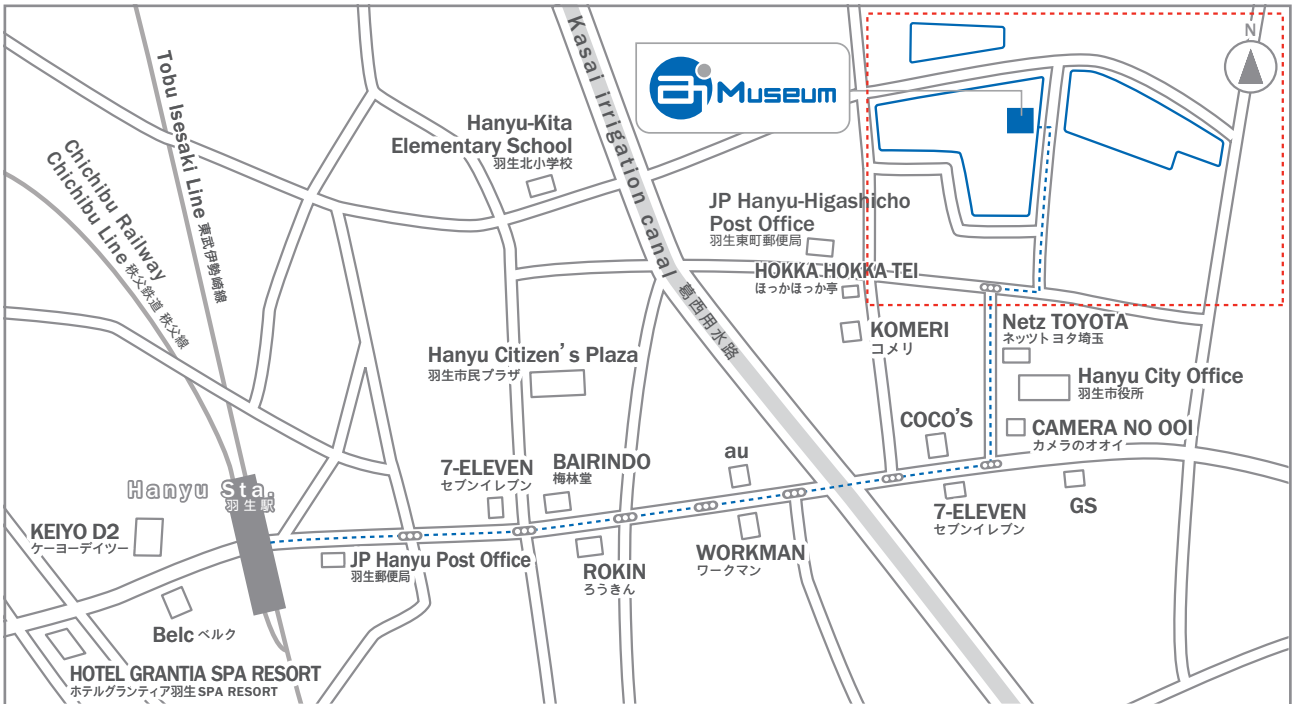 Tobu Isesaki Line 東武伊勢崎線
Chichibu Railway
Chichibu Line 秩父鉄道 秩父線
Kasai irrigation canal 葛西用水路
ai Museum
N
Hanyu-Kita
Elementary School
羽生北小学校
JP Hanyu-Higashicho
Post Office
羽生東町郵便局
HOKKA HOKKA TEI
ほっかほっか亭
KOMERI
コメリ
Netz TOYOTA
ネッツトヨタ埼玉
Hanyu City Office
羽生市役所
Hanyu Citizen's Plaza
羽生市民プラザ
COCO'S
CAMERA NO OOI
カメラのオオイ
au
7-ELEVEN
セブンイレブン
BAIRINDO
梅林堂
Hanyu Sta.
羽生駅
KEIYO D2
ケーヨーデイツー
JP Hanyu Post Office
羽生郵便局
ROKIN
ろうきん
WORKMAN
ワークマン
7-ELEVEN
セブンイレブン
GS
Belc ベルク
HOTEL GRANTIA SPA RESORT
ホテルグランティア羽生 SPA RESORT